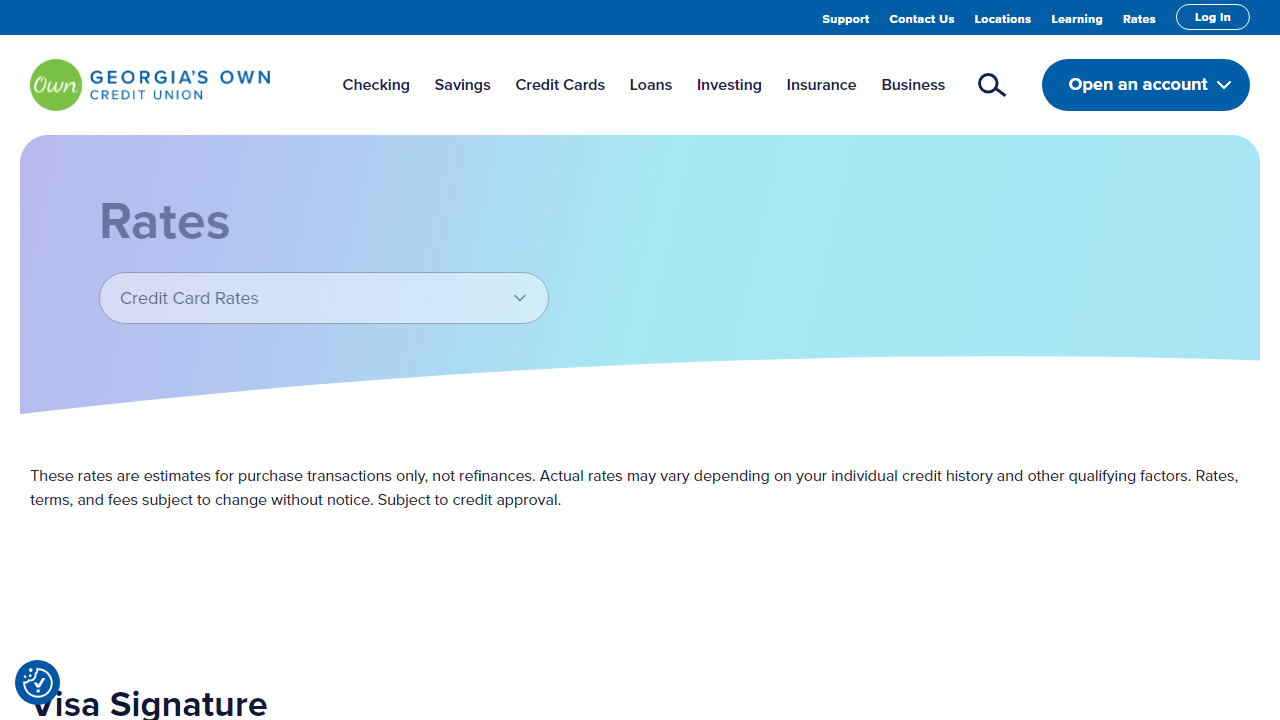 Support Contact Us Locations Learning Rates Log In
Own GEORGIA'S OWN
CREDIT UNION
Checking Savings Credit Cards Loans Investing Insurance Business Open an account
Rates
Credit Card Rates
These rates are estimates for purchase transactions only, not refinances. Actual rates may vary depending on your individual credit history and other qualifying factors. Rates,
terms, and fees subject to change without notice. Subject to credit approval.
Visa Signature